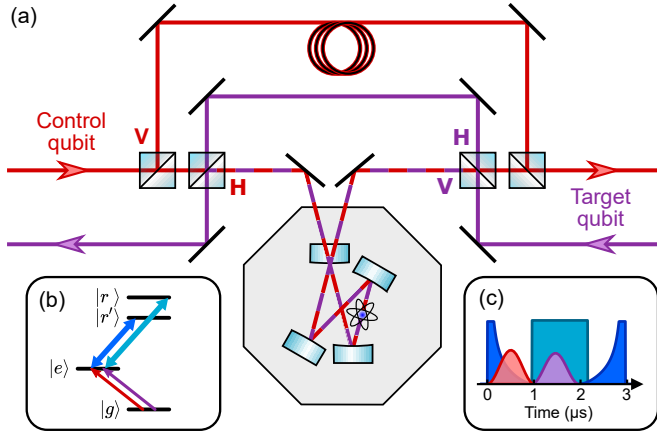 (a)
Control
qubit
V
H
H
V
Target
qubit
(b)
|r⟩
|r′⟩
|e⟩
|g⟩
(c)
0 1 2 3
Time (μs)